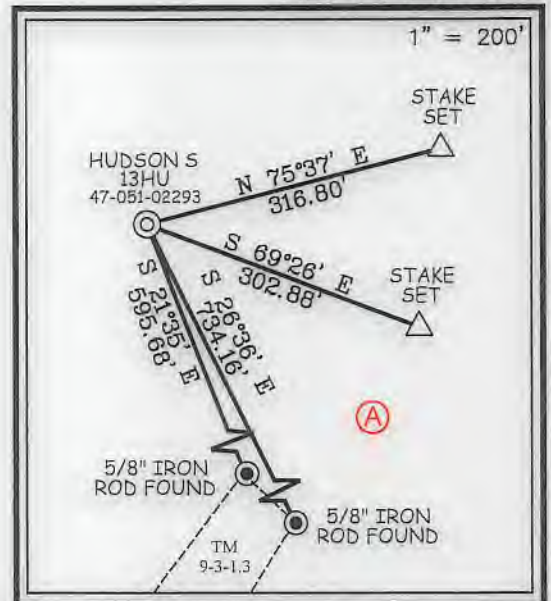 1" = 200'
STAKE
SET
HUDSON S
13HU
47-051-02293
N 75°37' E
316.80'
S 69°26' E
302.88'
STAKE
SET
S 21°35' E
595.68'
S 26°36' E
734.16'
A
5/8" IRON
ROD FOUND
5/8" IRON
ROD FOUND
TM
9-3-1.3